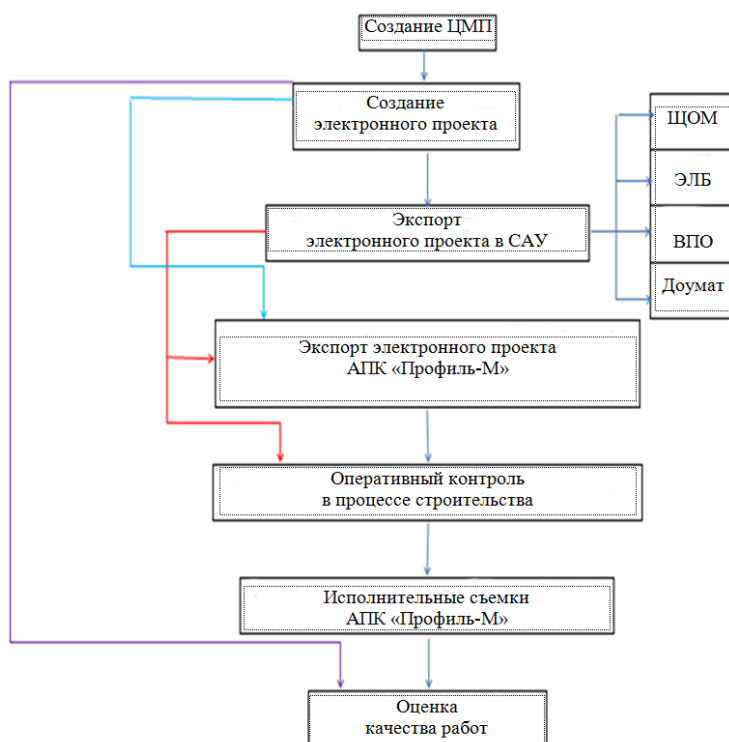 Создание ЦМП
Создание
электронного проекта
ЩОМ
ЭЛБ
ВПО
Доумат
Экспорт
электронного проекта в САУ
Экспорт электронного проекта
АПК «Профиль-М»
Оперативный контроль
в процессе строительства
Исполнительные съемки
АПК «Профиль-М»
Оценка
качества работ